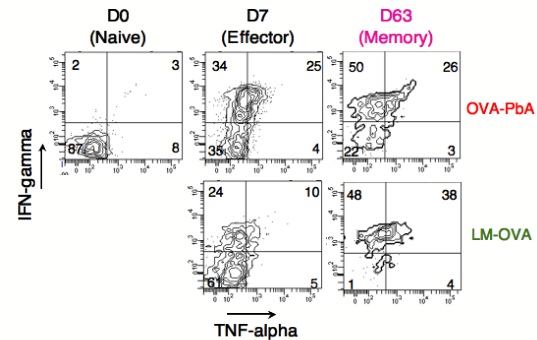 D0 D7 D63
(Naive) (Effector) (Memory)
2 3 34 25 50 26
OVA-PbA
87 8 35 4 22 3
IFN-gamma
24 10 48 38
LM-OVA
61 5 1 4
TNF-alpha